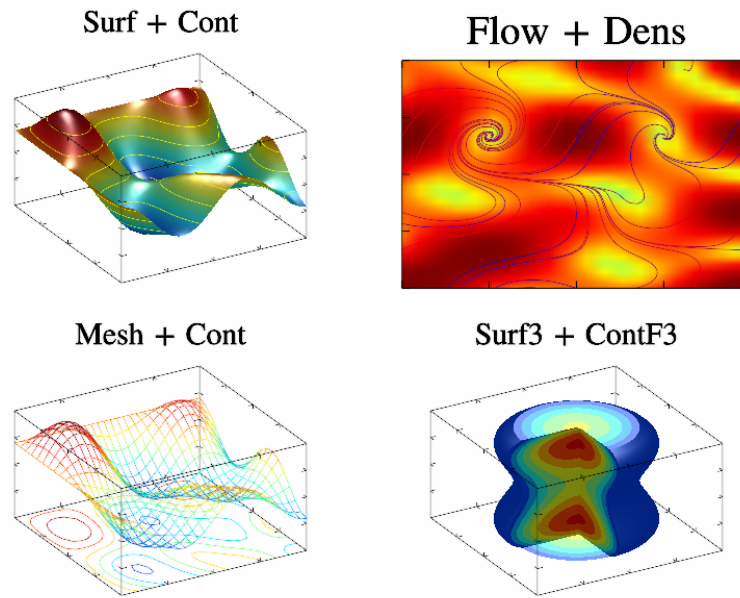 Surf + Cont
Flow + Dens
Mesh + Cont
Surf3 + ContF3